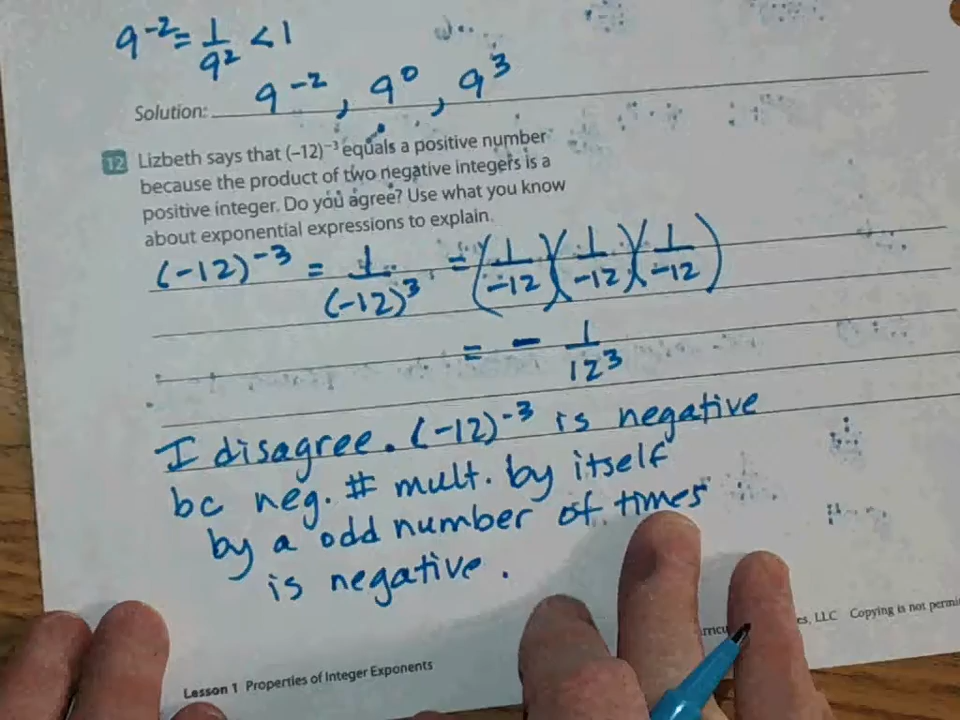 9⁻² = 1/9² < 1
Solution: 9⁻², 9⁰, 9³
12 Lizbeth says that (–12)⁻³ equals a positive number
because the product of two negative integers is a
positive integer. Do you agree? Use what you know
about exponential expressions to explain.
(-12)⁻³ = 1/(-12)³ = (1/-12)(1/-12)(1/-12)
= - 1/12³
I disagree. (-12)⁻³ is negative
bc neg. # mult. by itself
by a odd number of times
is negative.
es, LLC Copying is not
Lesson 1 Properties of Integer Exponents